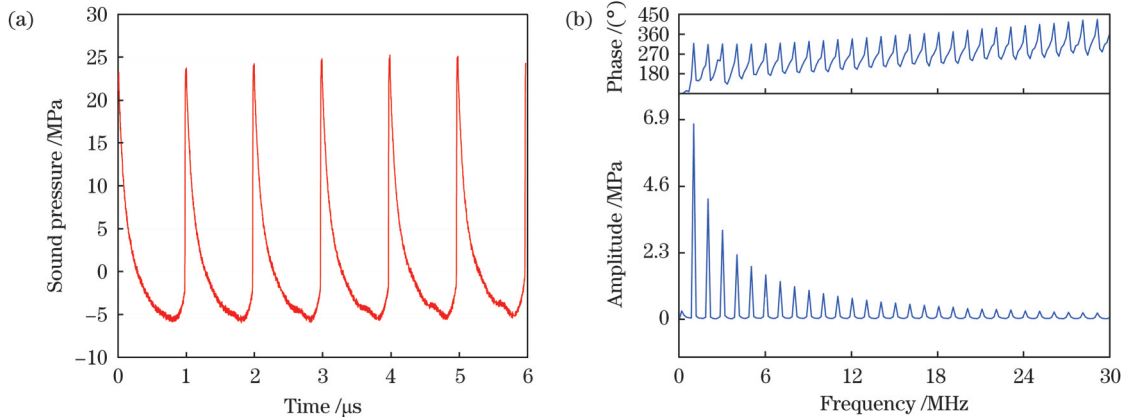 (a)
30
25
20
15
10
5
0
−5
−10
Sound pressure /MPa
0 1 2 3 4 5 6
Time /μs
(b)
450
360
270
180
Phase /(°)
6.9
4.6
2.3
0
Amplitude /MPa
0 6 12 18 24 30
Frequency /MHz